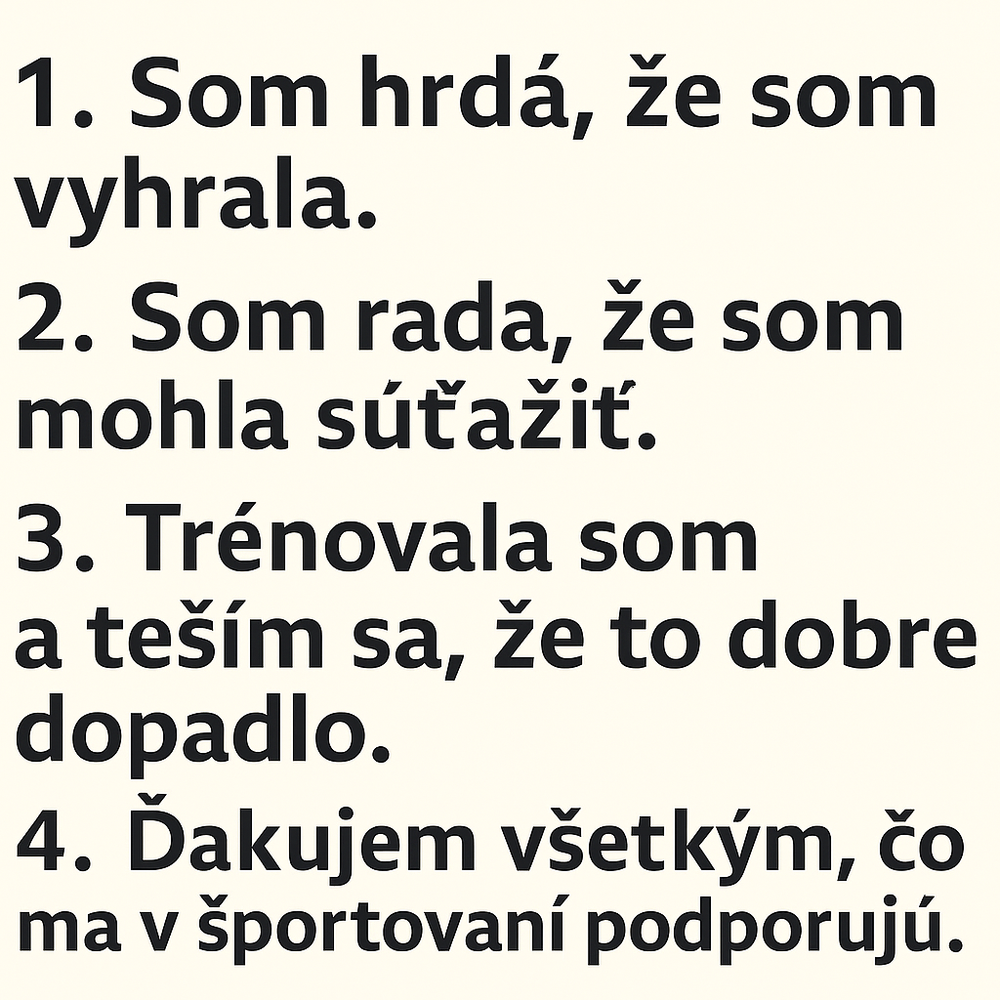 1. Som hrdá, že som
vyhrala.
2. Som rada, že som
mohla súťažiť.
3. Trénovala som
a teším sa, že to dobre
dopadlo.
4. Ďakujem všetkým, čo
ma v športovaní podporujú.